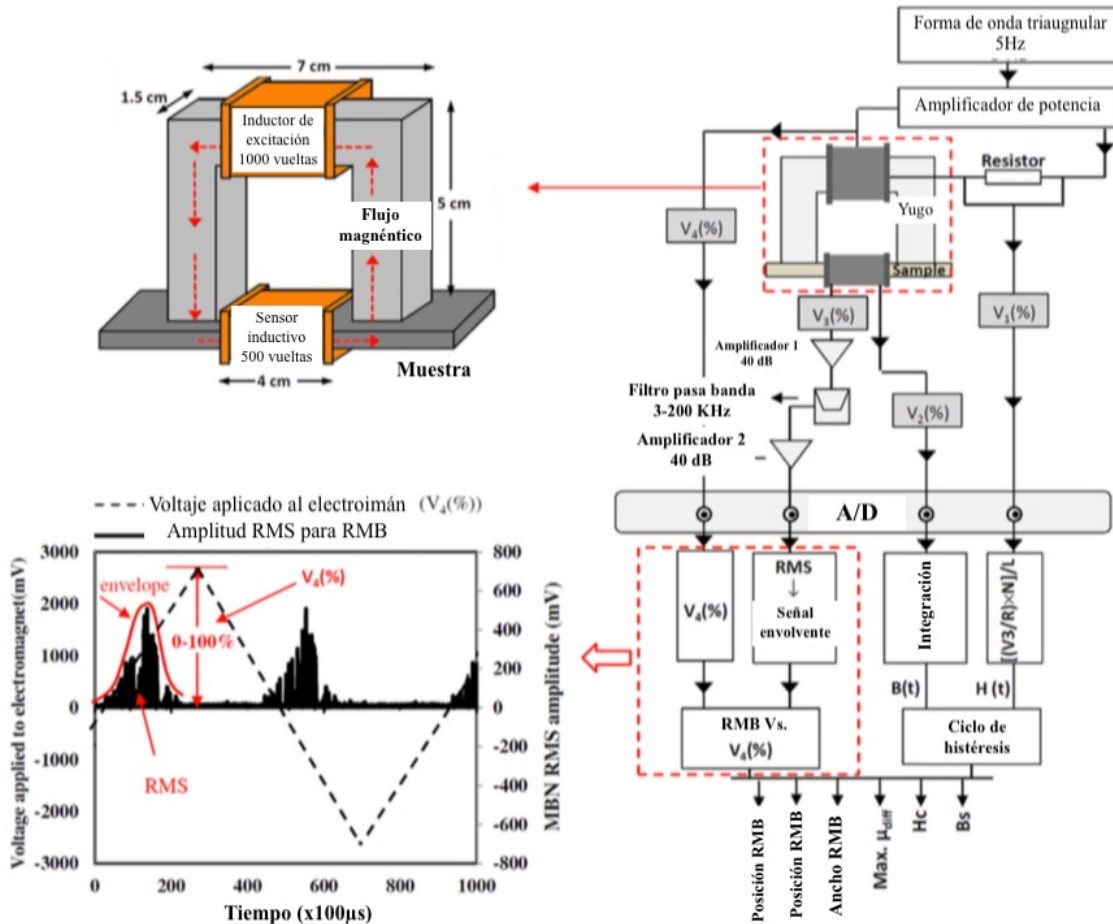 7 cm
1.5 cm
Inductor de
excitación
1000 vueltas
5 cm
Flujo
magnéntico
Sensor
inductivo
500 vueltas
Muestra
4 cm
Forma de onda triaugnular
5Hz
Amplificador de potencia
Resistor
Yugo
V4(%)
Sample
V3(%)
V1(%)
Amplificador 1
40 dB
Filtro pasa banda
3-200 KHz
V2(%)
Amplificador 2
40 dB
A/D
V4(%)
RMS
Señal
envolvente
Integración
[(V3/R)×N]/L
B(t)
H (t)
RMB Vs.
V4(%)
Ciclo de
histéresis
Posición RMB
Posición RMB
Ancho RMB
Max. μdiff
Hc
Bs
Voltaje aplicado al electroimán (V4(%))
Amplitud RMS para RMB
Voltage applied to electromagnet(mV)
3000
2000
1000
0
-1000
-2000
-3000
envelope
V4(%)
0-100%
RMS
800
600
400
200
0
-200
-400
-600
-800
MBN RMS amplitude (mV)
0
200
400
600
800
1000
Tiempo (x100μs)